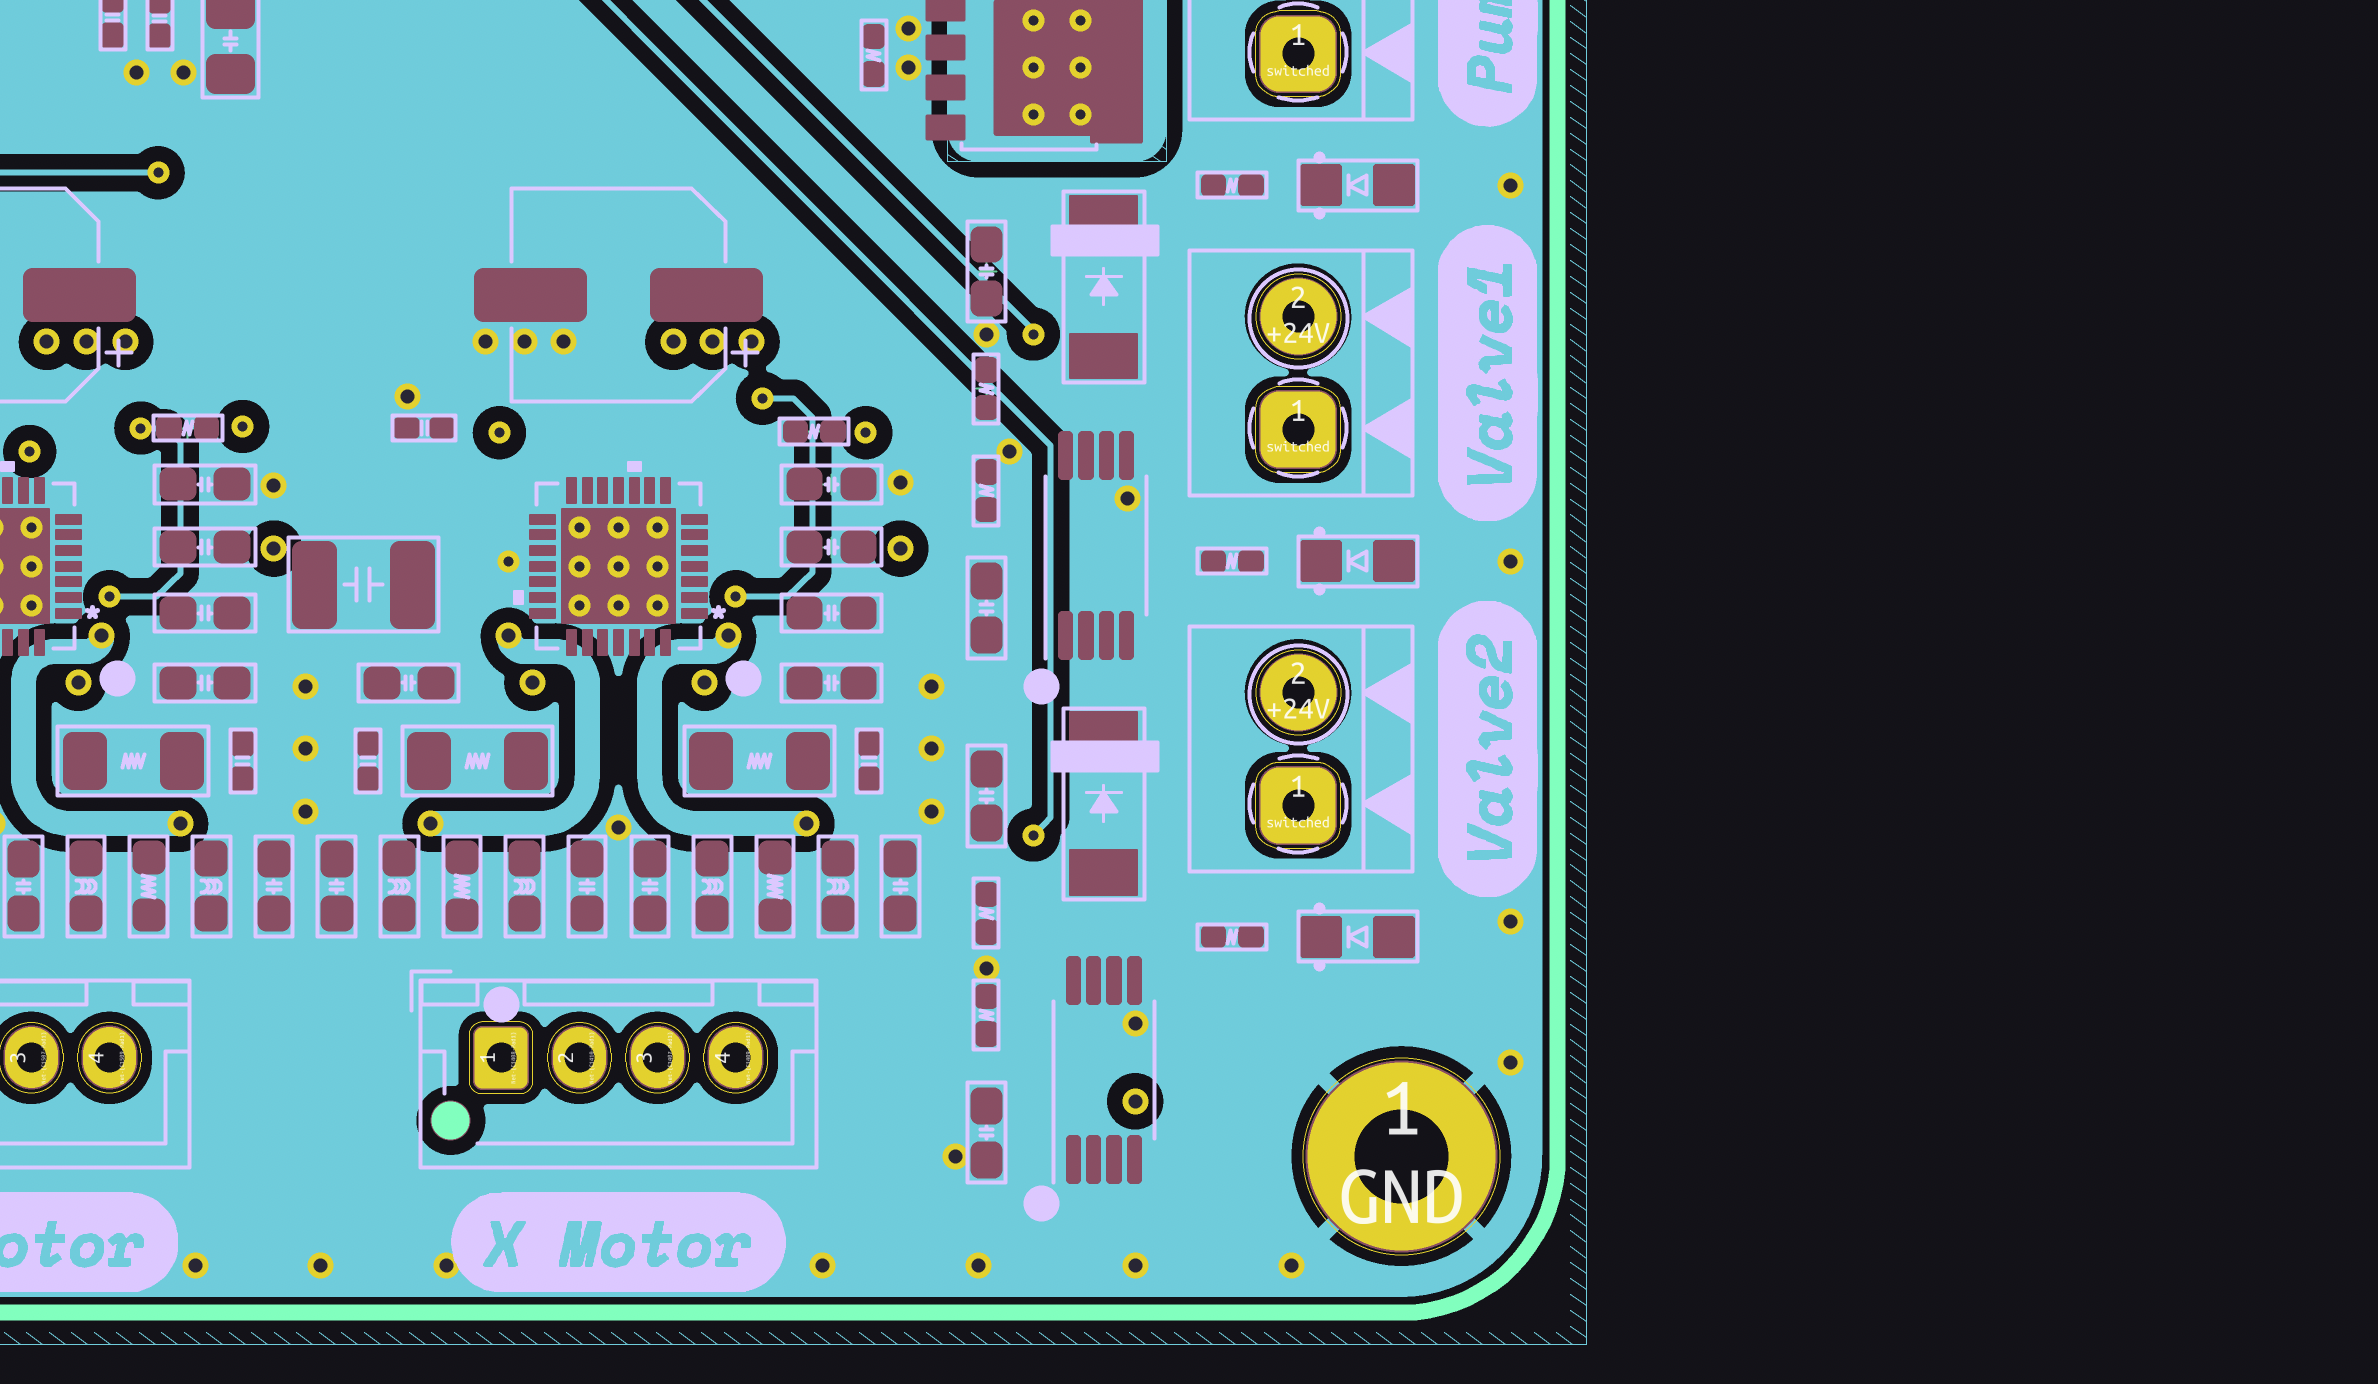 1
switched
Pu
2
+24V
1
switched
Valve1
2
+24V
1
switched
Valve2
3
4
1
2
3
4
1
GND
otor
X Motor